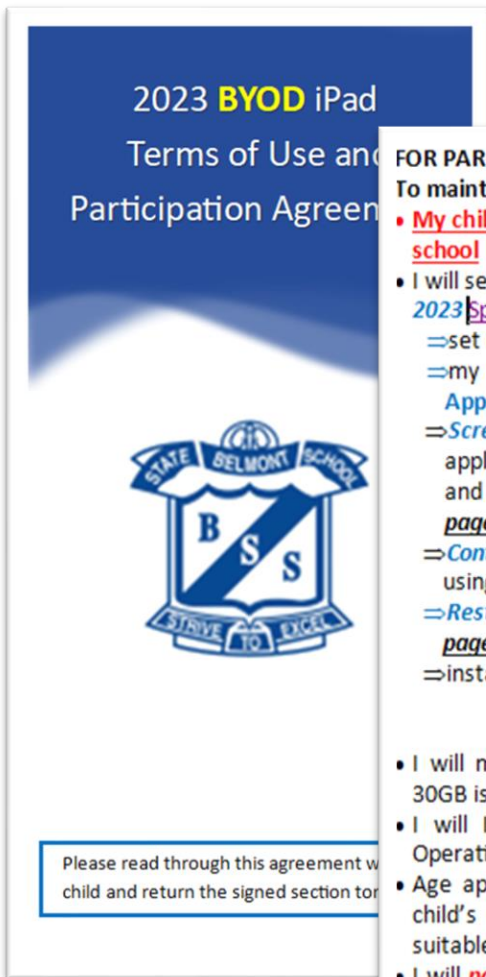 2023 BYOD iPad
Terms of Use and
Participation Agreem
STATE BELMONT SCHOOL
B
S
S
STRIVE TO EXCEL
Please read through this agreement w
child and return the signed section tor
FOR PAR
To maint
• My chil
school
• I will se
2023 Sp
⇒set
⇒my
App
⇒Scre
appl
and
page
⇒Con
using
⇒Rest
page
⇒insta
• I will n
30GB is
• I will
Operati
• Age ap
child's
suitable
• I will